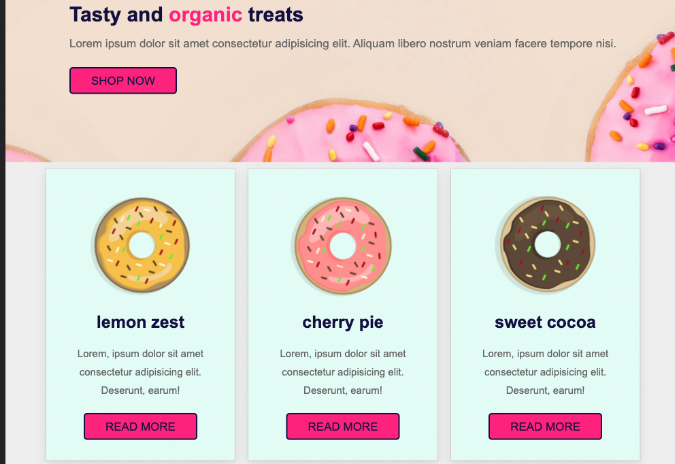 Tasty and organic treats
Lorem ipsum dolor sit amet consectetur adipisicing elit. Aliquam libero nostrum veniam facere tempore nisi.
SHOP NOW
lemon zest
Lorem, ipsum dolor sit amet
consectetur adipisicing elit.
Deserunt, earum!
READ MORE
cherry pie
Lorem, ipsum dolor sit amet
consectetur adipisicing elit.
Deserunt, earum!
READ MORE
sweet cocoa
Lorem, ipsum dolor sit amet
consectetur adipisicing elit.
Deserunt, earum!
READ MORE